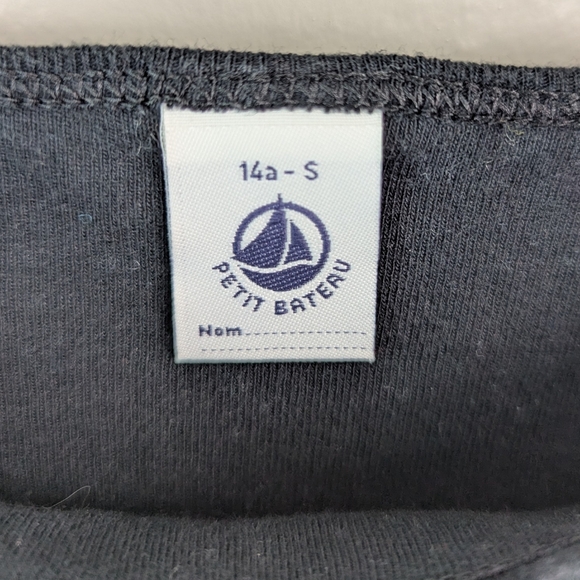 14a - S
PETIT BATEAU
Nom